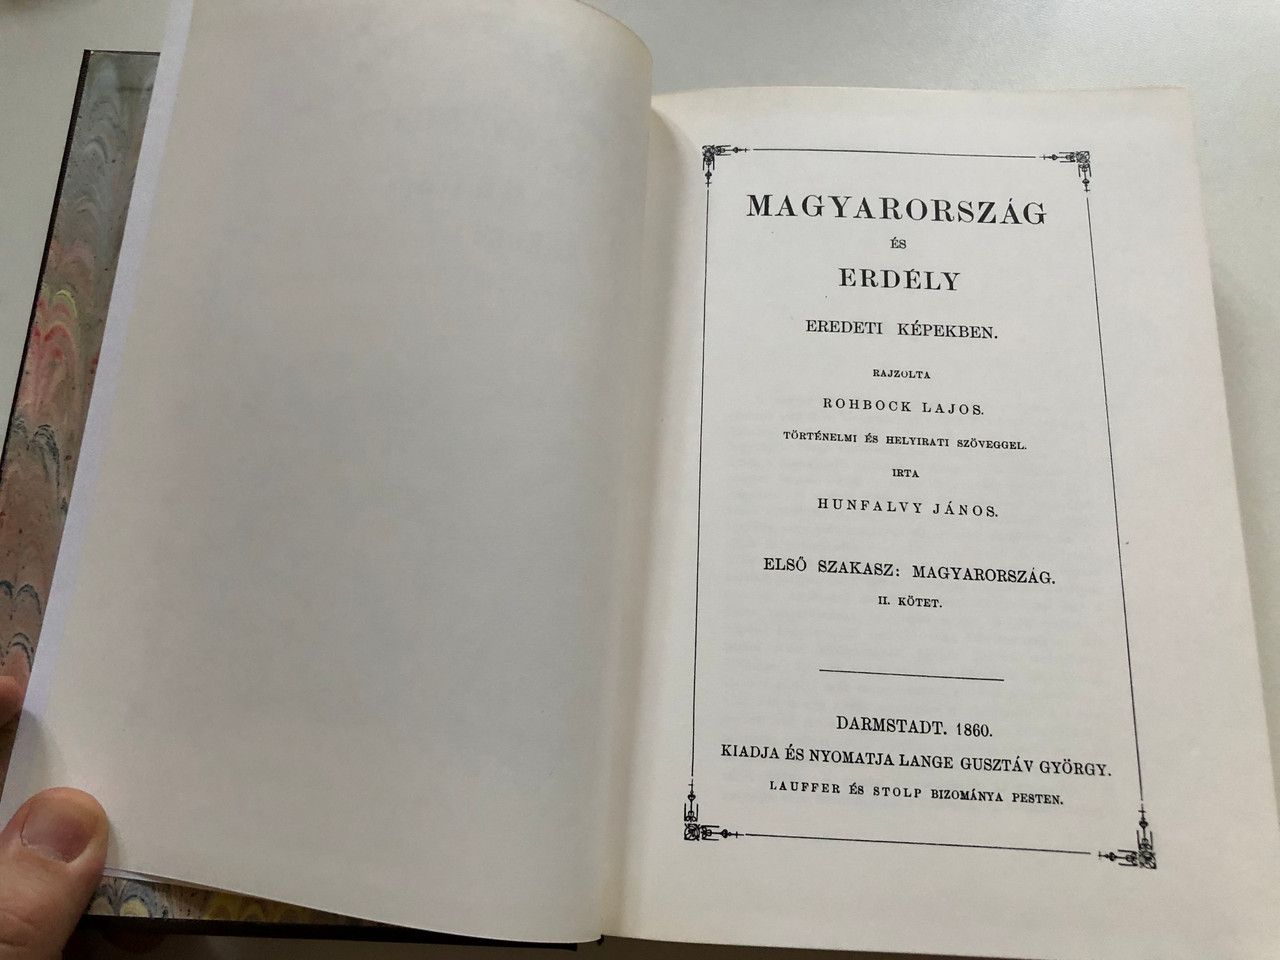 MAGYARORSZÁG
ÉS
ERDÉLY
EREDETI KÉPEKBEN.
RAJZOLTA
ROHBOCK LAJOS.
TÖRTÉNELMI ÉS HELYIRATI SZÖVEGGEL.
IRTA
HUNFALVY JÁNOS.
ELSŐ SZAKASZ: MAGYARORSZÁG.
II. KÖTET.
DARMSTADT. 1860.
KIADJA ÉS NYOMATJA LANGE GUSZTÁV GYÖRGY.
LAUFFER ÉS STOLP BIZOMÁNYA PESTEN.